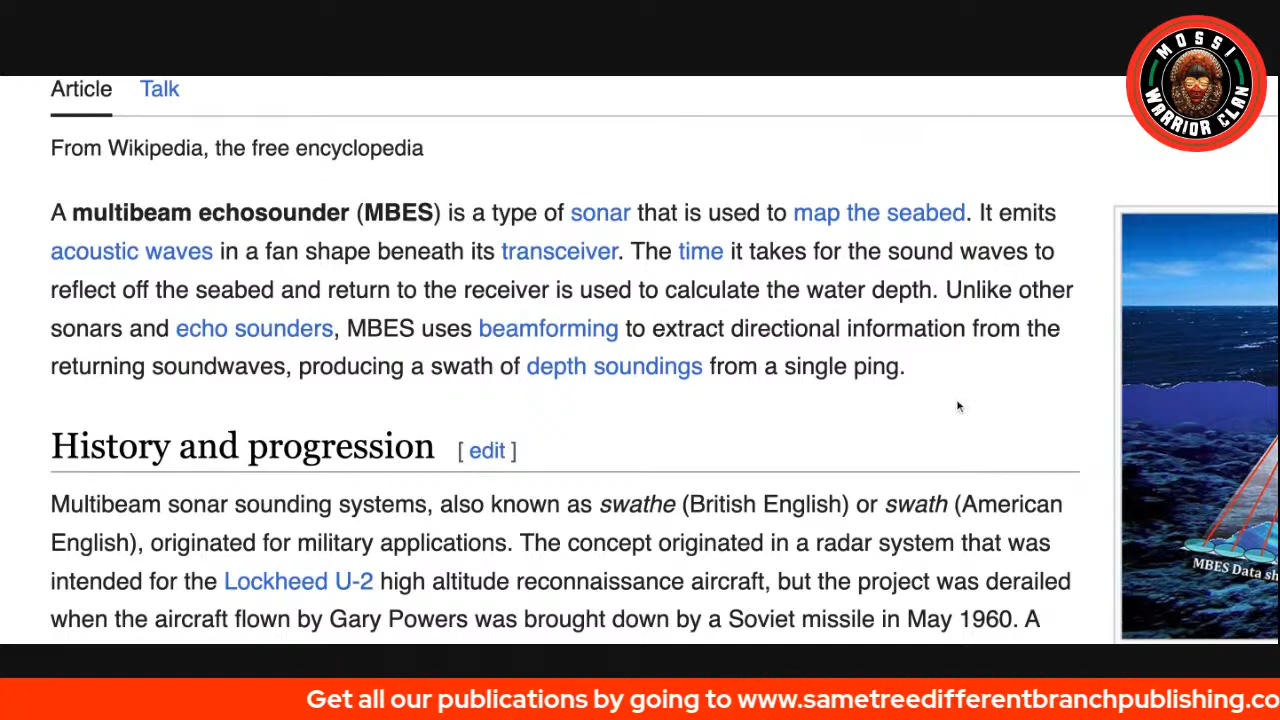 MOSSI
WARRIOR CLAN
Article Talk
From Wikipedia, the free encyclopedia
A multibeam echosounder (MBES) is a type of sonar that is used to map the seabed. It emits
acoustic waves in a fan shape beneath its transceiver. The time it takes for the sound waves to
reflect off the seabed and return to the receiver is used to calculate the water depth. Unlike other
sonars and echo sounders, MBES uses beamforming to extract directional information from the
returning soundwaves, producing a swath of depth soundings from a single ping.
History and progression [ edit ]
Multibeam sonar sounding systems, also known as swathe (British English) or swath (American
English), originated for military applications. The concept originated in a radar system that was
intended for the Lockheed U-2 high altitude reconnaissance aircraft, but the project was derailed
when the aircraft flown by Gary Powers was brought down by a Soviet missile in May 1960. A
MBES Data sh
Get all our publications by going to www.sametreedifferentbranchpublishing.co